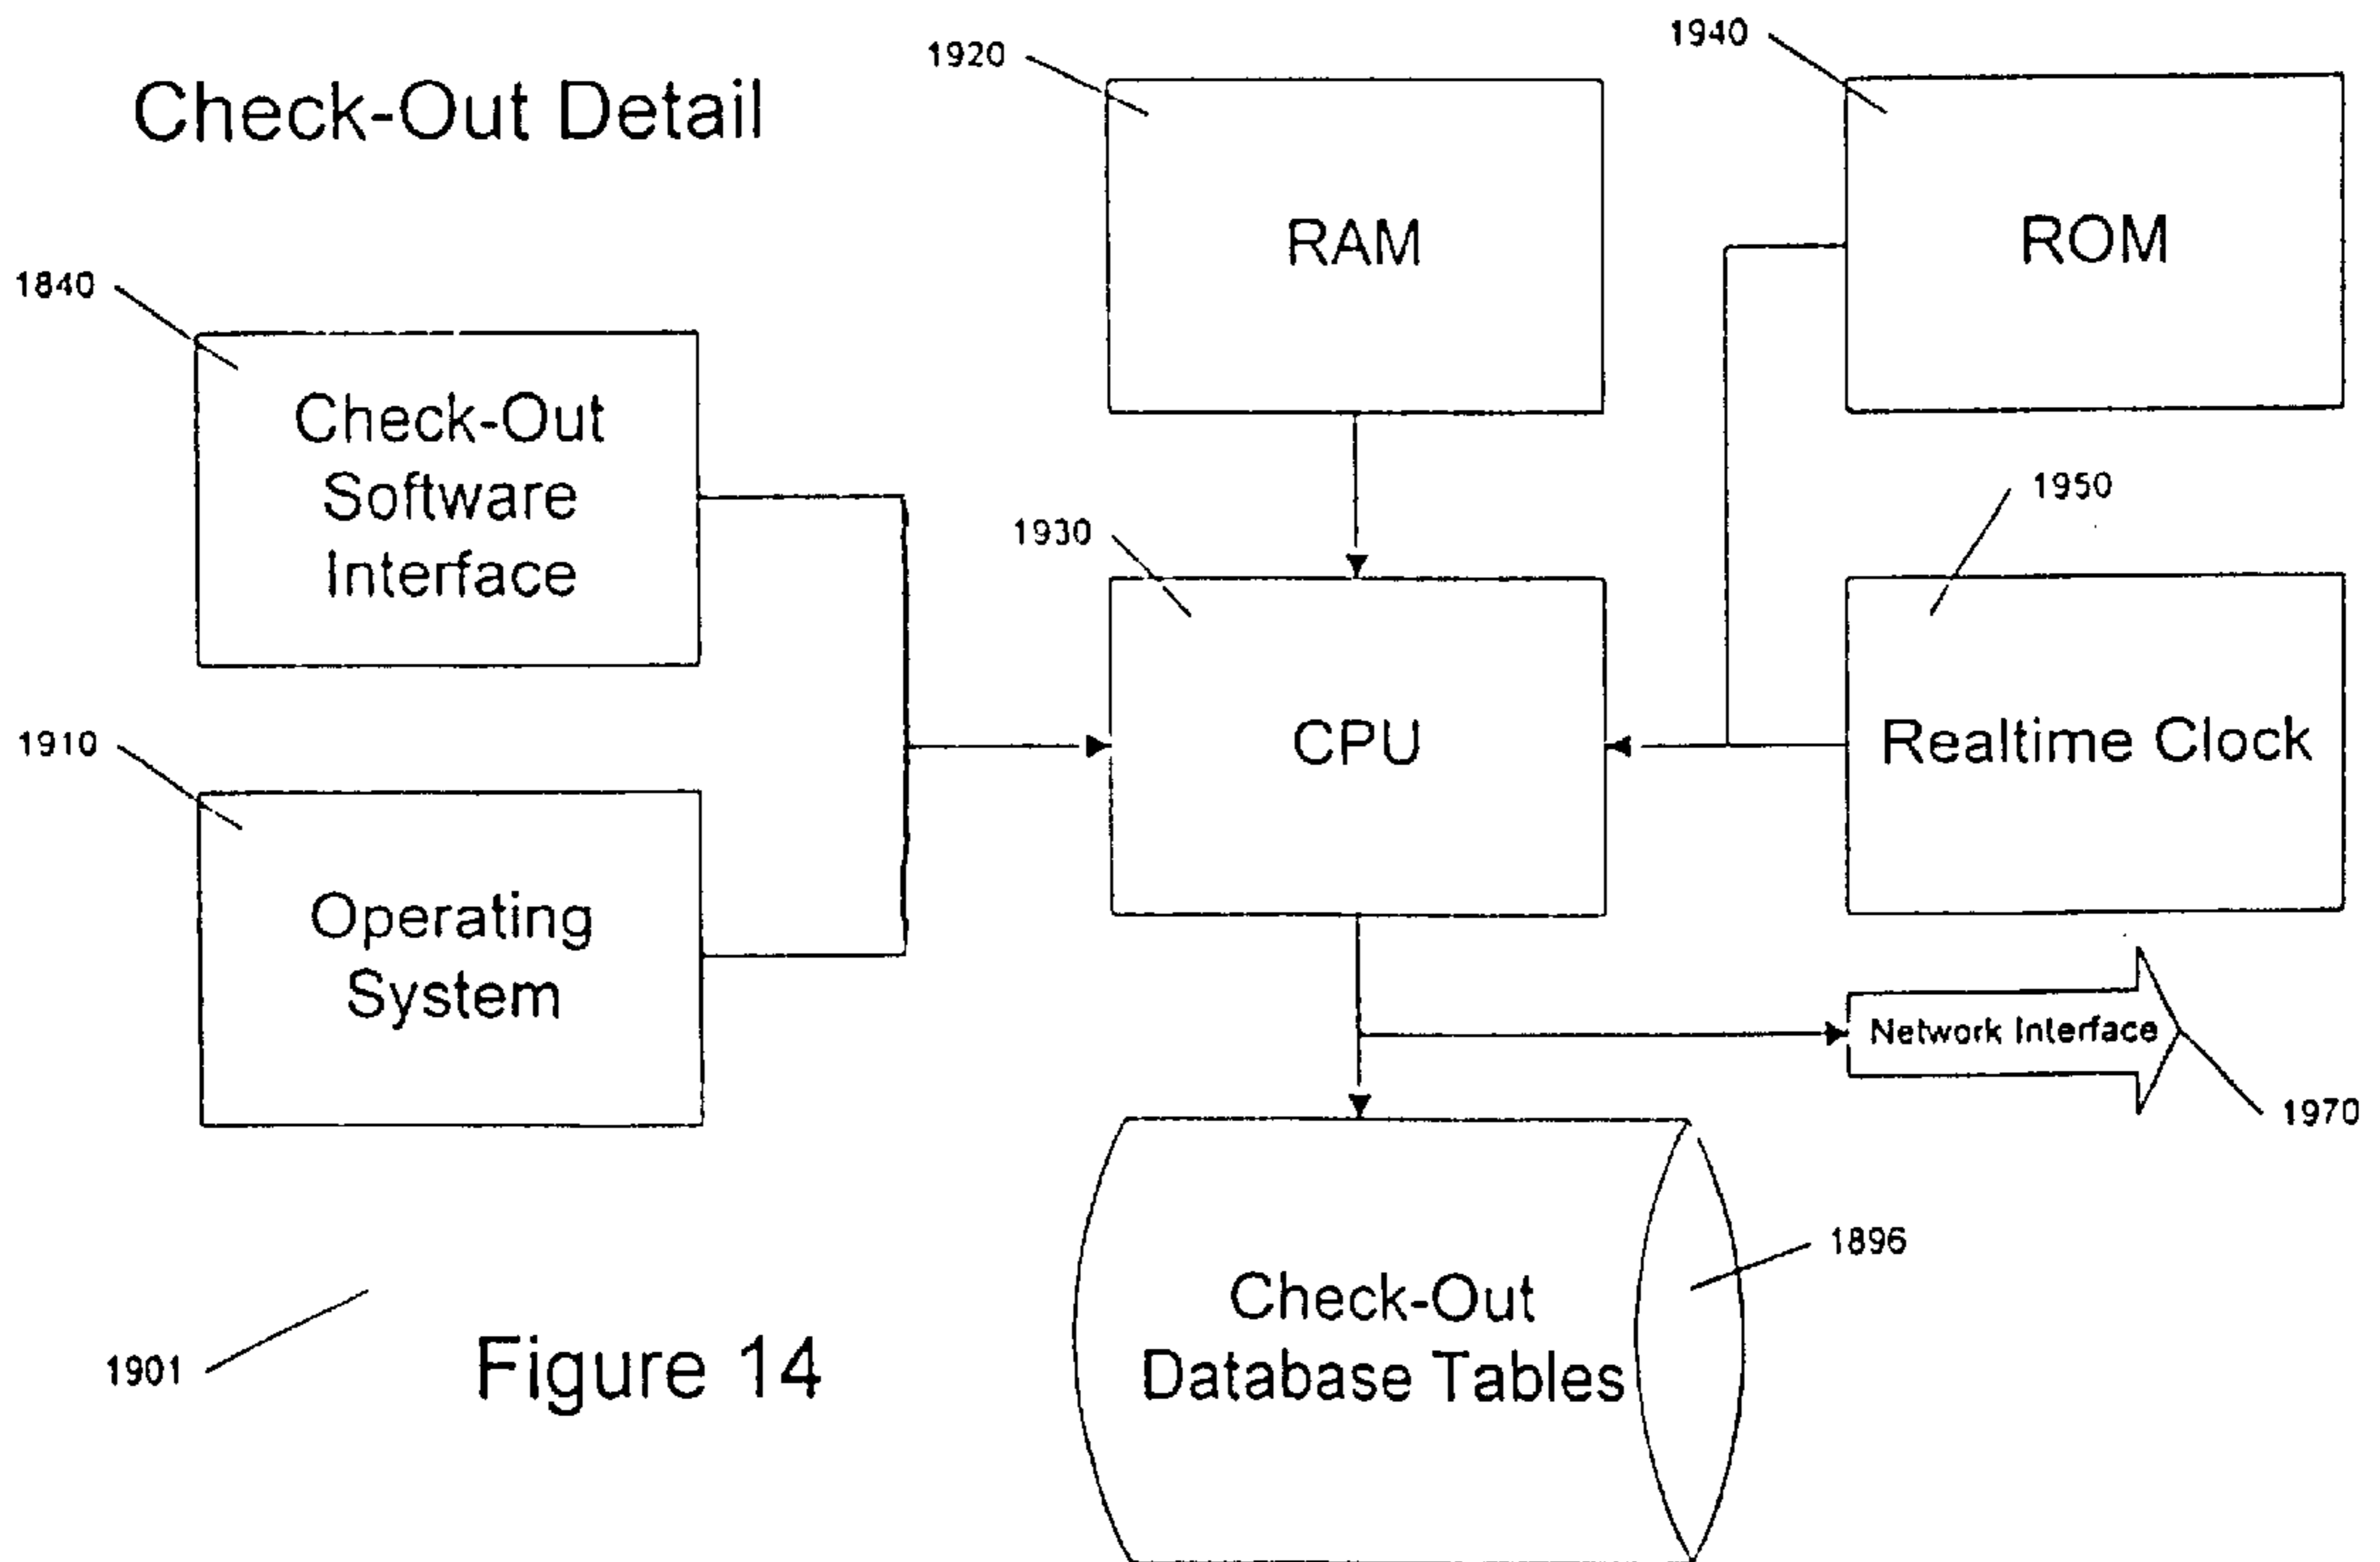 Check-Out Detail
1920
1940
RAM
ROM
1840
Check-Out
Software
Interface
1930
1950
CPU
Realtime Clock
1910
Operating
System
Network Interface
1970
1896
Check-Out
Database Tables
1901
Figure 14